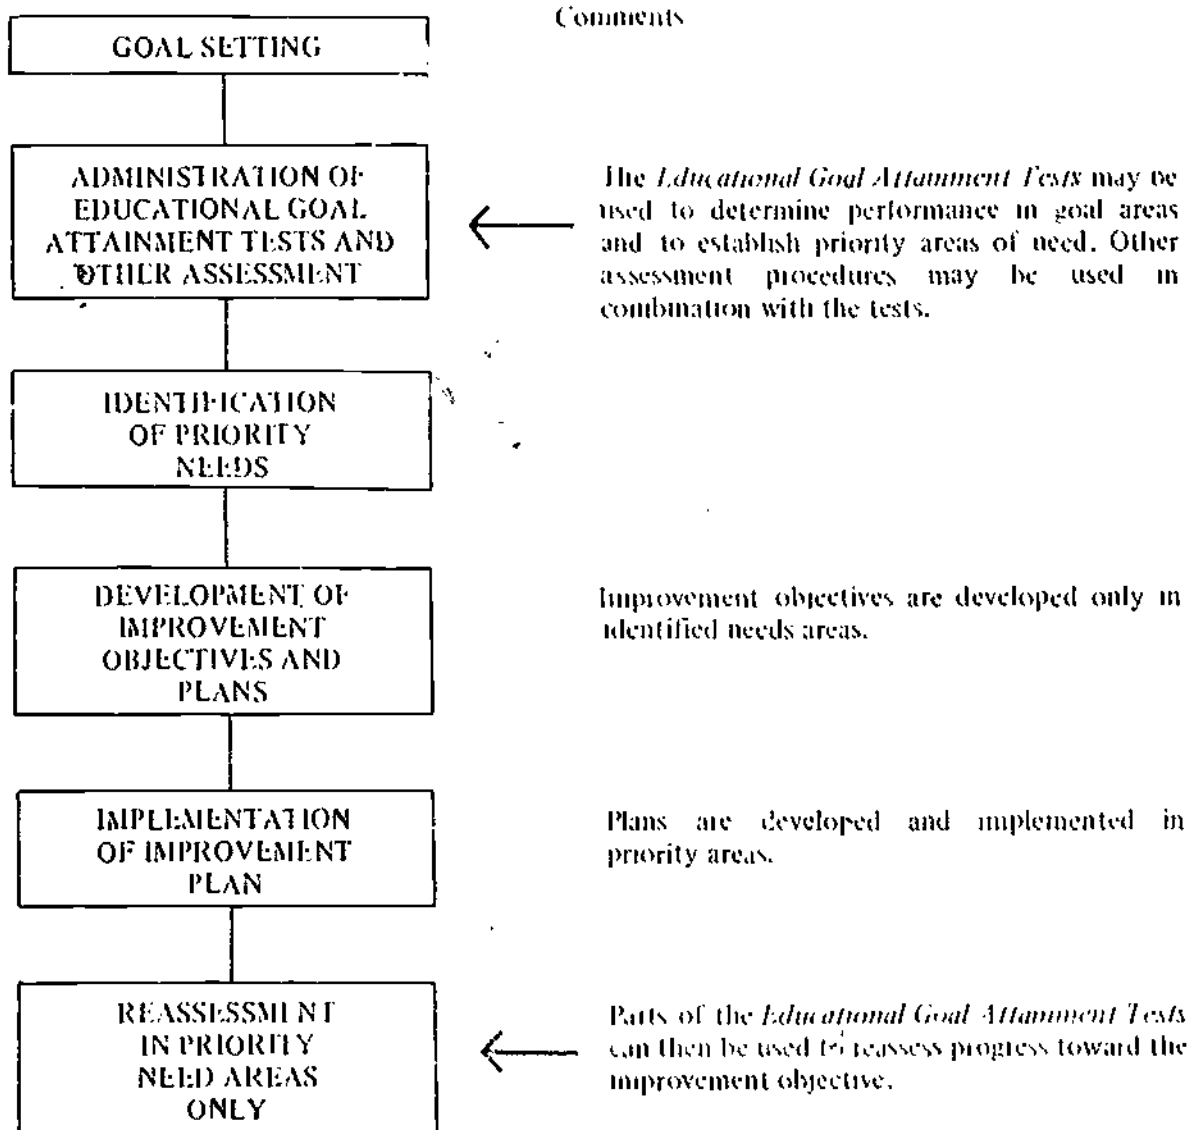 Comments
GOAL SETTING
ADMINISTRATION OF
EDUCATIONAL GOAL
ATTAINMENT TESTS AND
OTHER ASSESSMENT
The Educational Goal Attainment Tests may be
used to determine performance in goal areas
and to establish priority areas of need. Other
assessment procedures may be used in
combination with the tests.
IDENTIFICATION
OF PRIORITY
NEEDS
DEVELOPMENT OF
IMPROVEMENT
OBJECTIVES AND
PLANS
Improvement objectives are developed only in
identified needs areas.
IMPLEMENTATION
OF IMPROVEMENT
PLAN
Plans are developed and implemented in
priority areas.
REASSESSMENT
IN PRIORITY
NEED AREAS
ONLY
Parts of the Educational Goal Attainment Tests
can then be used to reassess progress toward the
improvement objective.